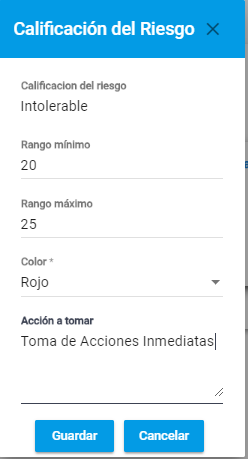 Calificación del Riesgo
Calificacion del riesgo
Intolerable
Rango mínimo
20
Rango máximo
25
Color *
Rojo
Acción a tomar
Toma de Acciones Inmediatas
Guardar Cancelar